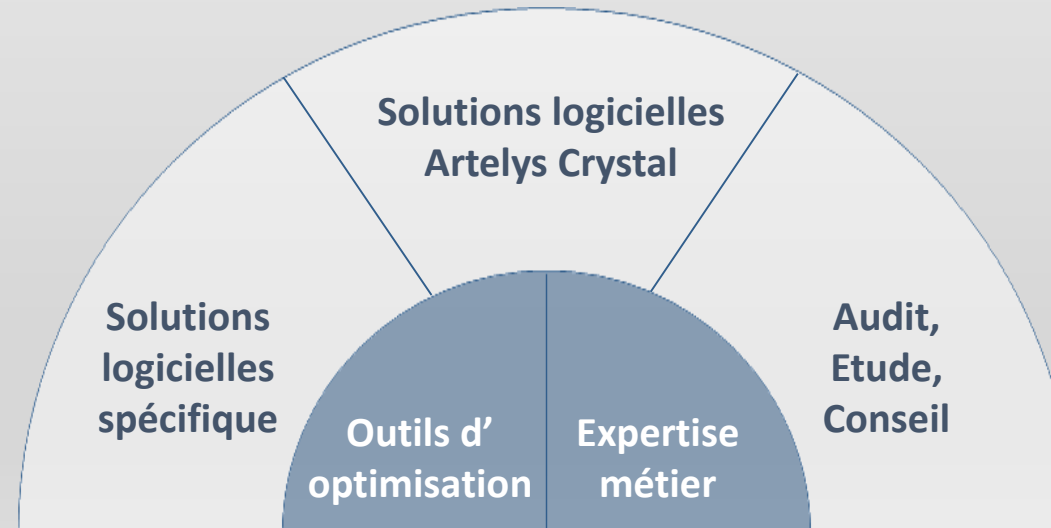 Solutions logicielles
Artelys Crystal
Solutions
logicielles
spécifique
Audit,
Etude,
Conseil
Outils d’
optimisation
Expertise
métier